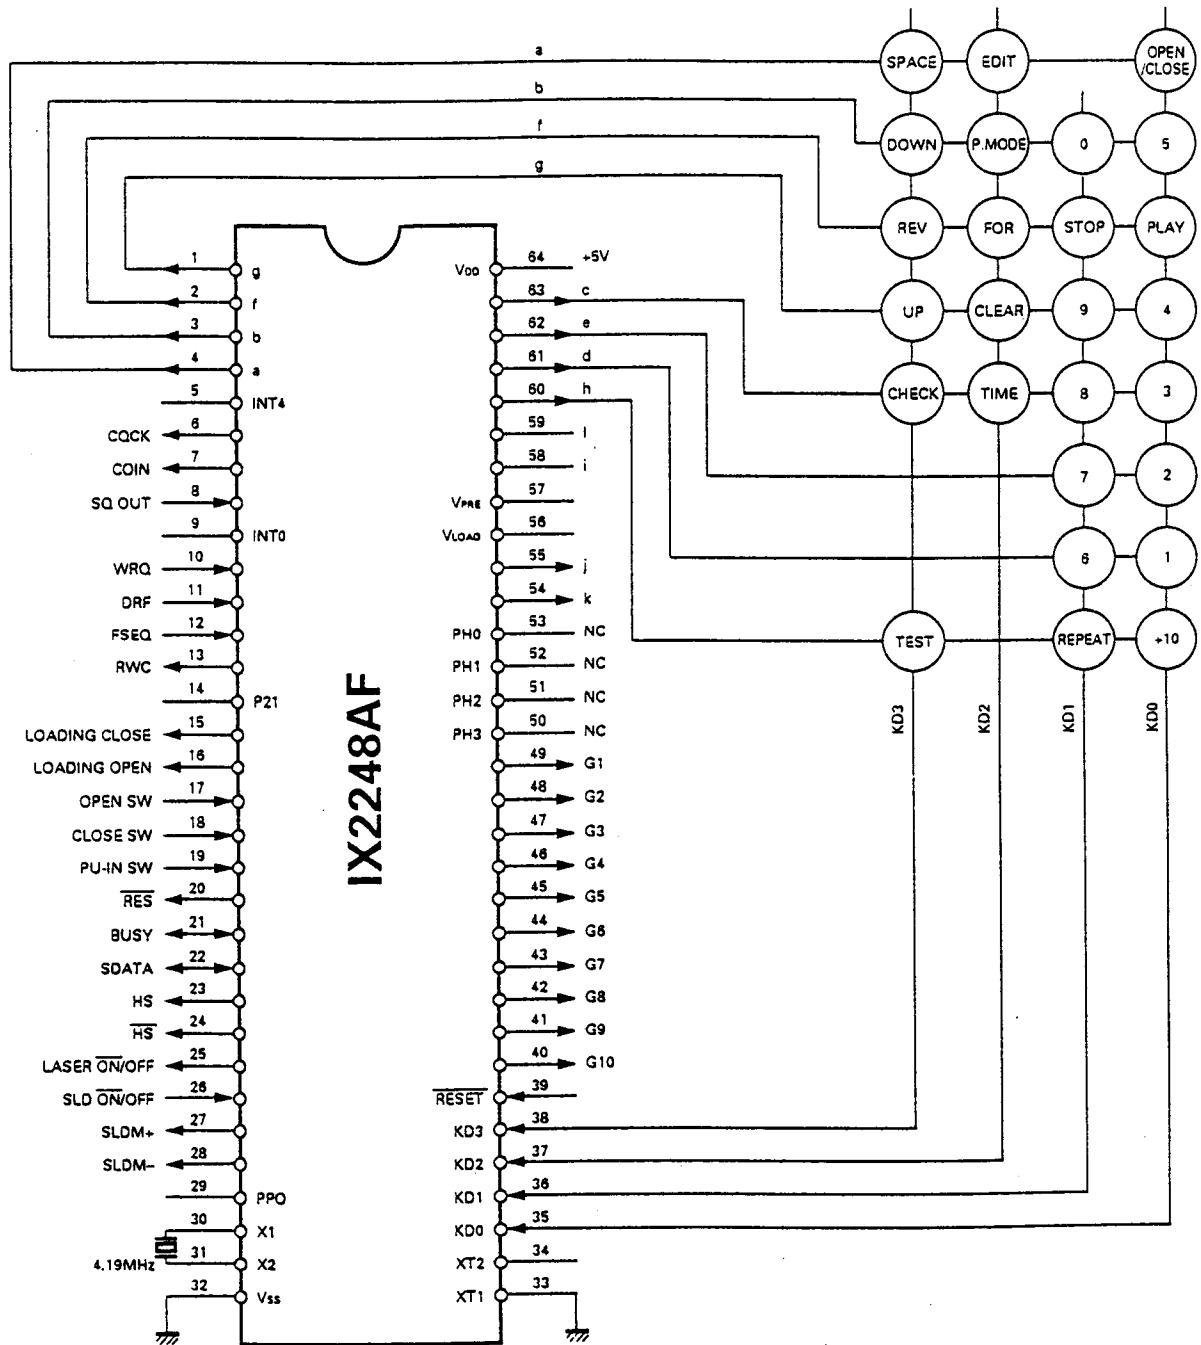 a
SPACE EDIT OPEN /CLOSE
b
DOWN P.MODE 0 5
f
g
REV FOR STOP PLAY
UP CLEAR 9 4
CHECK TIME 8 3
7 2
6 1
TEST REPEAT +10
KD3 KD2 KD1 KD0
IX2248AF
1 g
2 f
3 b
4 a
5 INT4
CQCK 6
COIN 7
SQ OUT 8
9 INT0
WRQ 10
DRF 11
FSEQ 12
RWC 13
14 P21
LOADING CLOSE 15
LOADING OPEN 16
OPEN SW 17
CLOSE SW 18
PU-IN SW 19
RES 20
BUSY 21
SDATA 22
HS 23
HS 24
LASER ON/OFF 25
SLD ON/OFF 26
SLDM+ 27
SLDM− 28
29 PPO
30 X1
4.19MHz 31 X2
32 Vss
VDD 64 +5V
63 c
62 e
61 d
60 h
59 l
58 i
VPRE 57
VLOAD 56
55 j
54 k
PH0 53 NC
PH1 52 NC
PH2 51 NC
PH3 50 NC
49 G1
48 G2
47 G3
46 G4
45 G5
44 G6
43 G7
42 G8
41 G9
40 G10
RESET 39
KD3 38
KD2 37
KD1 36
KD0 35
XT2 34
XT1 33